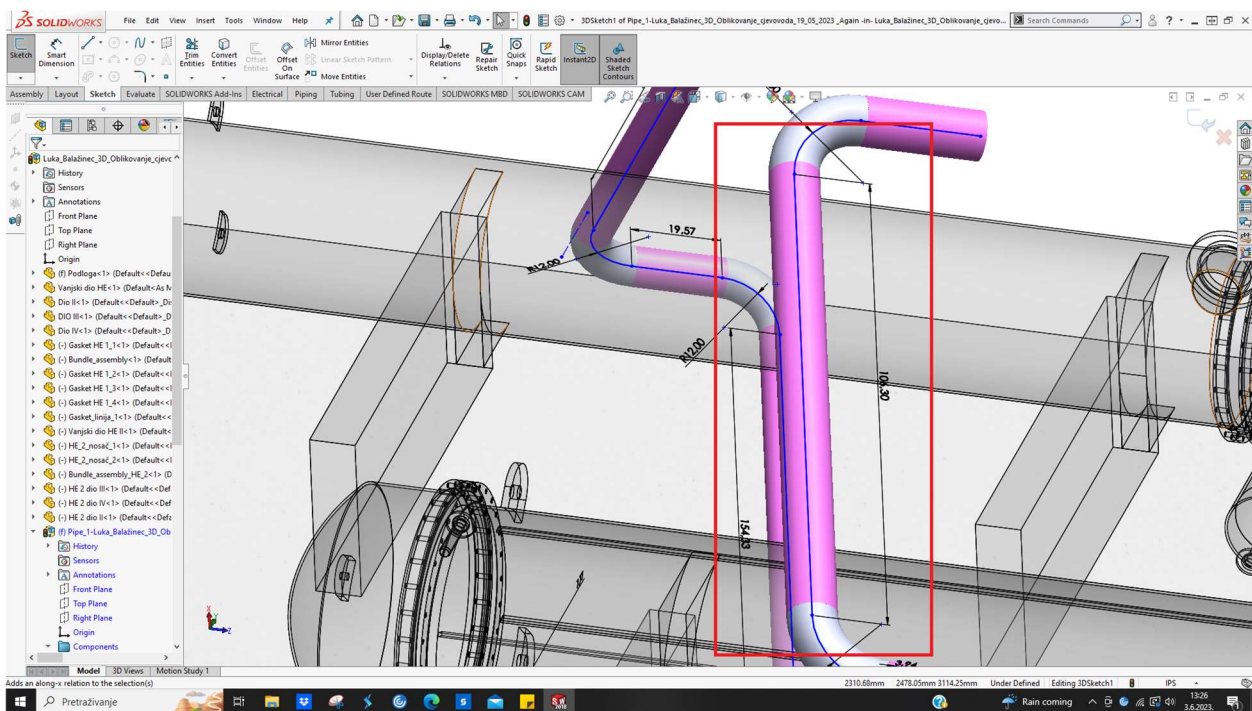 SOLIDWORKS File Edit View Insert Tools Window Help 3DSketch1 of Pipe_1-Luka_Balažinec_3D_Oblikovanje_cjevovoda_19_05_2023 _Again -in- Luka_Balažinec_3D_Oblikovanje_cjevo... Search Commands
Sketch Smart Dimension Trim Entities Convert Entities Offset Entities Offset On Surface Mirror Entities Linear Sketch Pattern Move Entities Display/Delete Relations Repair Sketch Quick Snaps Rapid Sketch Instant2D Shaded Sketch Contours
Assembly Layout Sketch Evaluate SOLIDWORKS Add-Ins Electrical Piping Tubing User Defined Route SOLIDWORKS MBD SOLIDWORKS CAM
Luka_Balažinec_3D_Oblikovanje_cjevc
History
Sensors
Annotations
Front Plane
Top Plane
Right Plane
Origin
(f) Podloga<1> (Default<<Defau
Vanjski dio HE<1> (Default<As M
Dio II<1> (Default<<Default>_Di
DIO III<1> (Default<<Default>_D
Dio IV<1> (Default<<Default>_D
(-) Gasket HE 1_1<1> (Default<<I
(-) Bundle_assembly<1> (Default
(-) Gasket HE 1_2<1> (Default<<I
(-) Gasket HE 1_3<1> (Default<<I
(-) Gasket HE 1_4<1> (Default<<I
(-) Gasket_linija_1<1> (Default<<
(-) Vanjski dio HE II<1> (Default<
(-) HE_2_nosač_1<1> (Default<<I
(-) HE_2_nosač_2<1> (Default<<I
(-) Bundle_assembly_HE_2<1> (D
(-) HE 2 dio III<1> (Default<<Def
(-) HE 2 dio IV<1> (Default<<Def
(-) HE 2 dio II<1> (Default<<Defa
(f) Pipe_1-Luka_Balažinec_3D_Ob
History
Sensors
Annotations
Front Plane
Top Plane
Right Plane
Origin
Components
19,57
R12,00
R12,00
106,30
154,03
Model 3D Views Motion Study 1
Adds an along-x relation to the selection(s) 2310.68mm 2478.05mm 3114.25mm Under Defined Editing 3DSketch1 IPS
Pretraživanje Rain coming 13:26
3.6.2023.